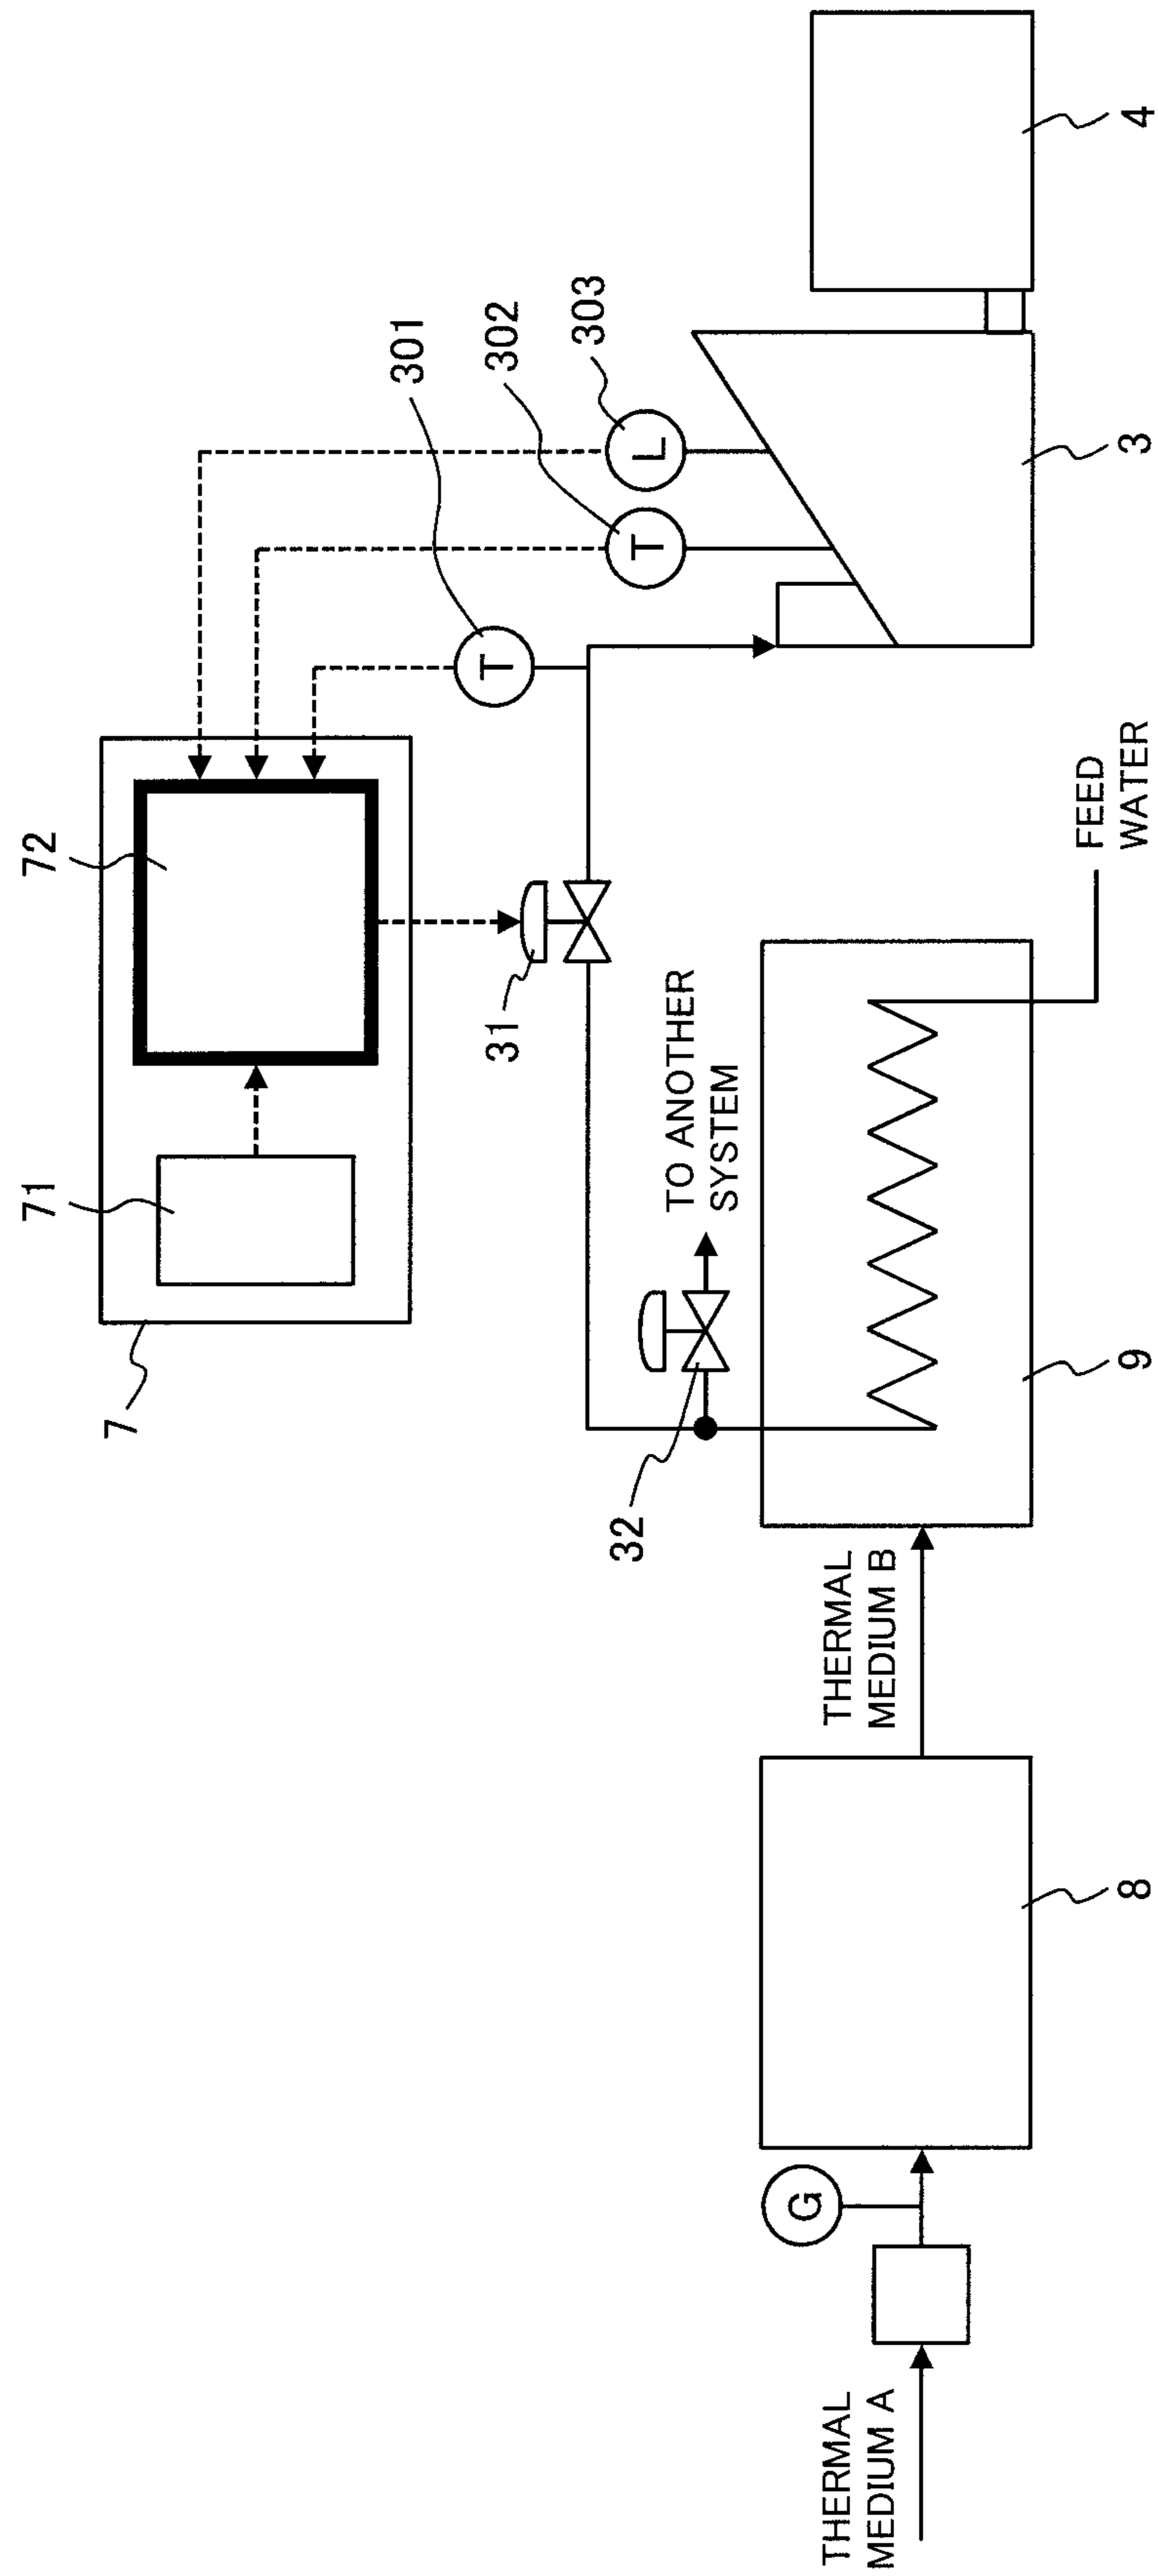 71
72
7
301
302
303
T
T
L
31
32
TO ANOTHER
SYSTEM
G
THERMAL
MEDIUM A
THERMAL
MEDIUM B
FEED
WATER
8
9
3
4